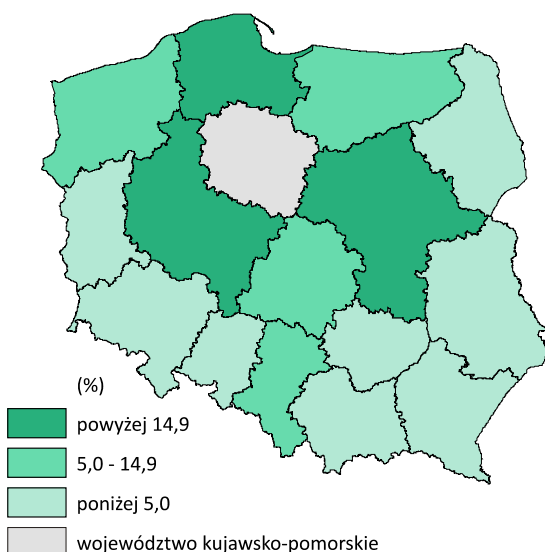 (%)
powyżej 14,9
5,0 - 14,9
poniżej 5,0
województwo kujawsko-pomorskie